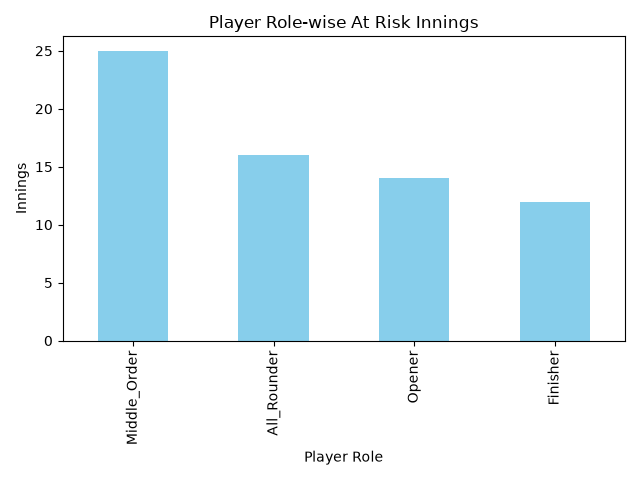 Player Role-wise At Risk Innings
25
20
15
10
5
0
Innings
Middle_Order
All_Rounder
Opener
Finisher
Player Role